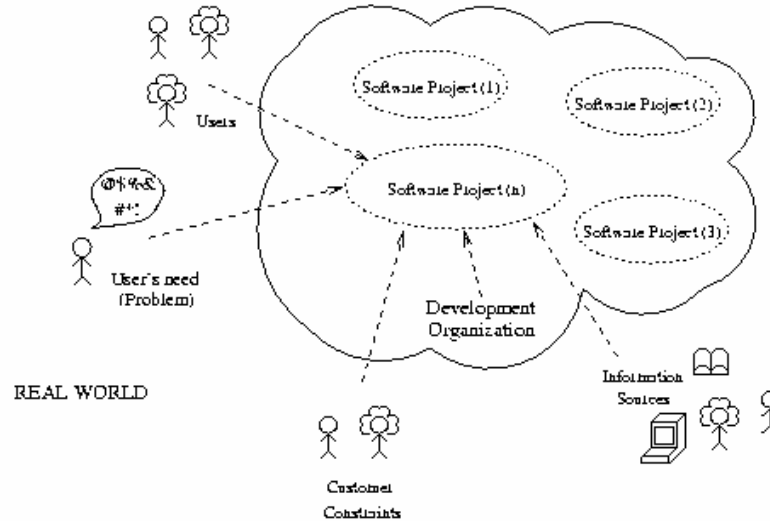 Software Project (1)
Software Project (2)
Users
Software Project (n)
@$%&
#*!
Software Project (3)
User's need
(Problem)
Development
Organization
Information
Sources
REAL WORLD
Customer
Constraints